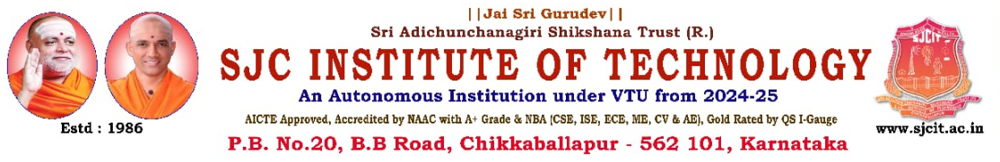 ||Jai Sri Gurudev||
Sri Adichunchanagiri Shikshana Trust (R.)
SJC INSTITUTE OF TECHNOLOGY
An Autonomous Institution under VTU from 2024-25
AICTE Approved, Accredited by NAAC with A+ Grade & NBA (CSE, ISE, ECE, ME, CV & AE), Gold Rated by QS I-Gauge
P.B. No.20, B.B Road, Chikkaballapur - 562 101, Karnataka
Estd : 1986
SJCIT
www.sjcit.ac.in